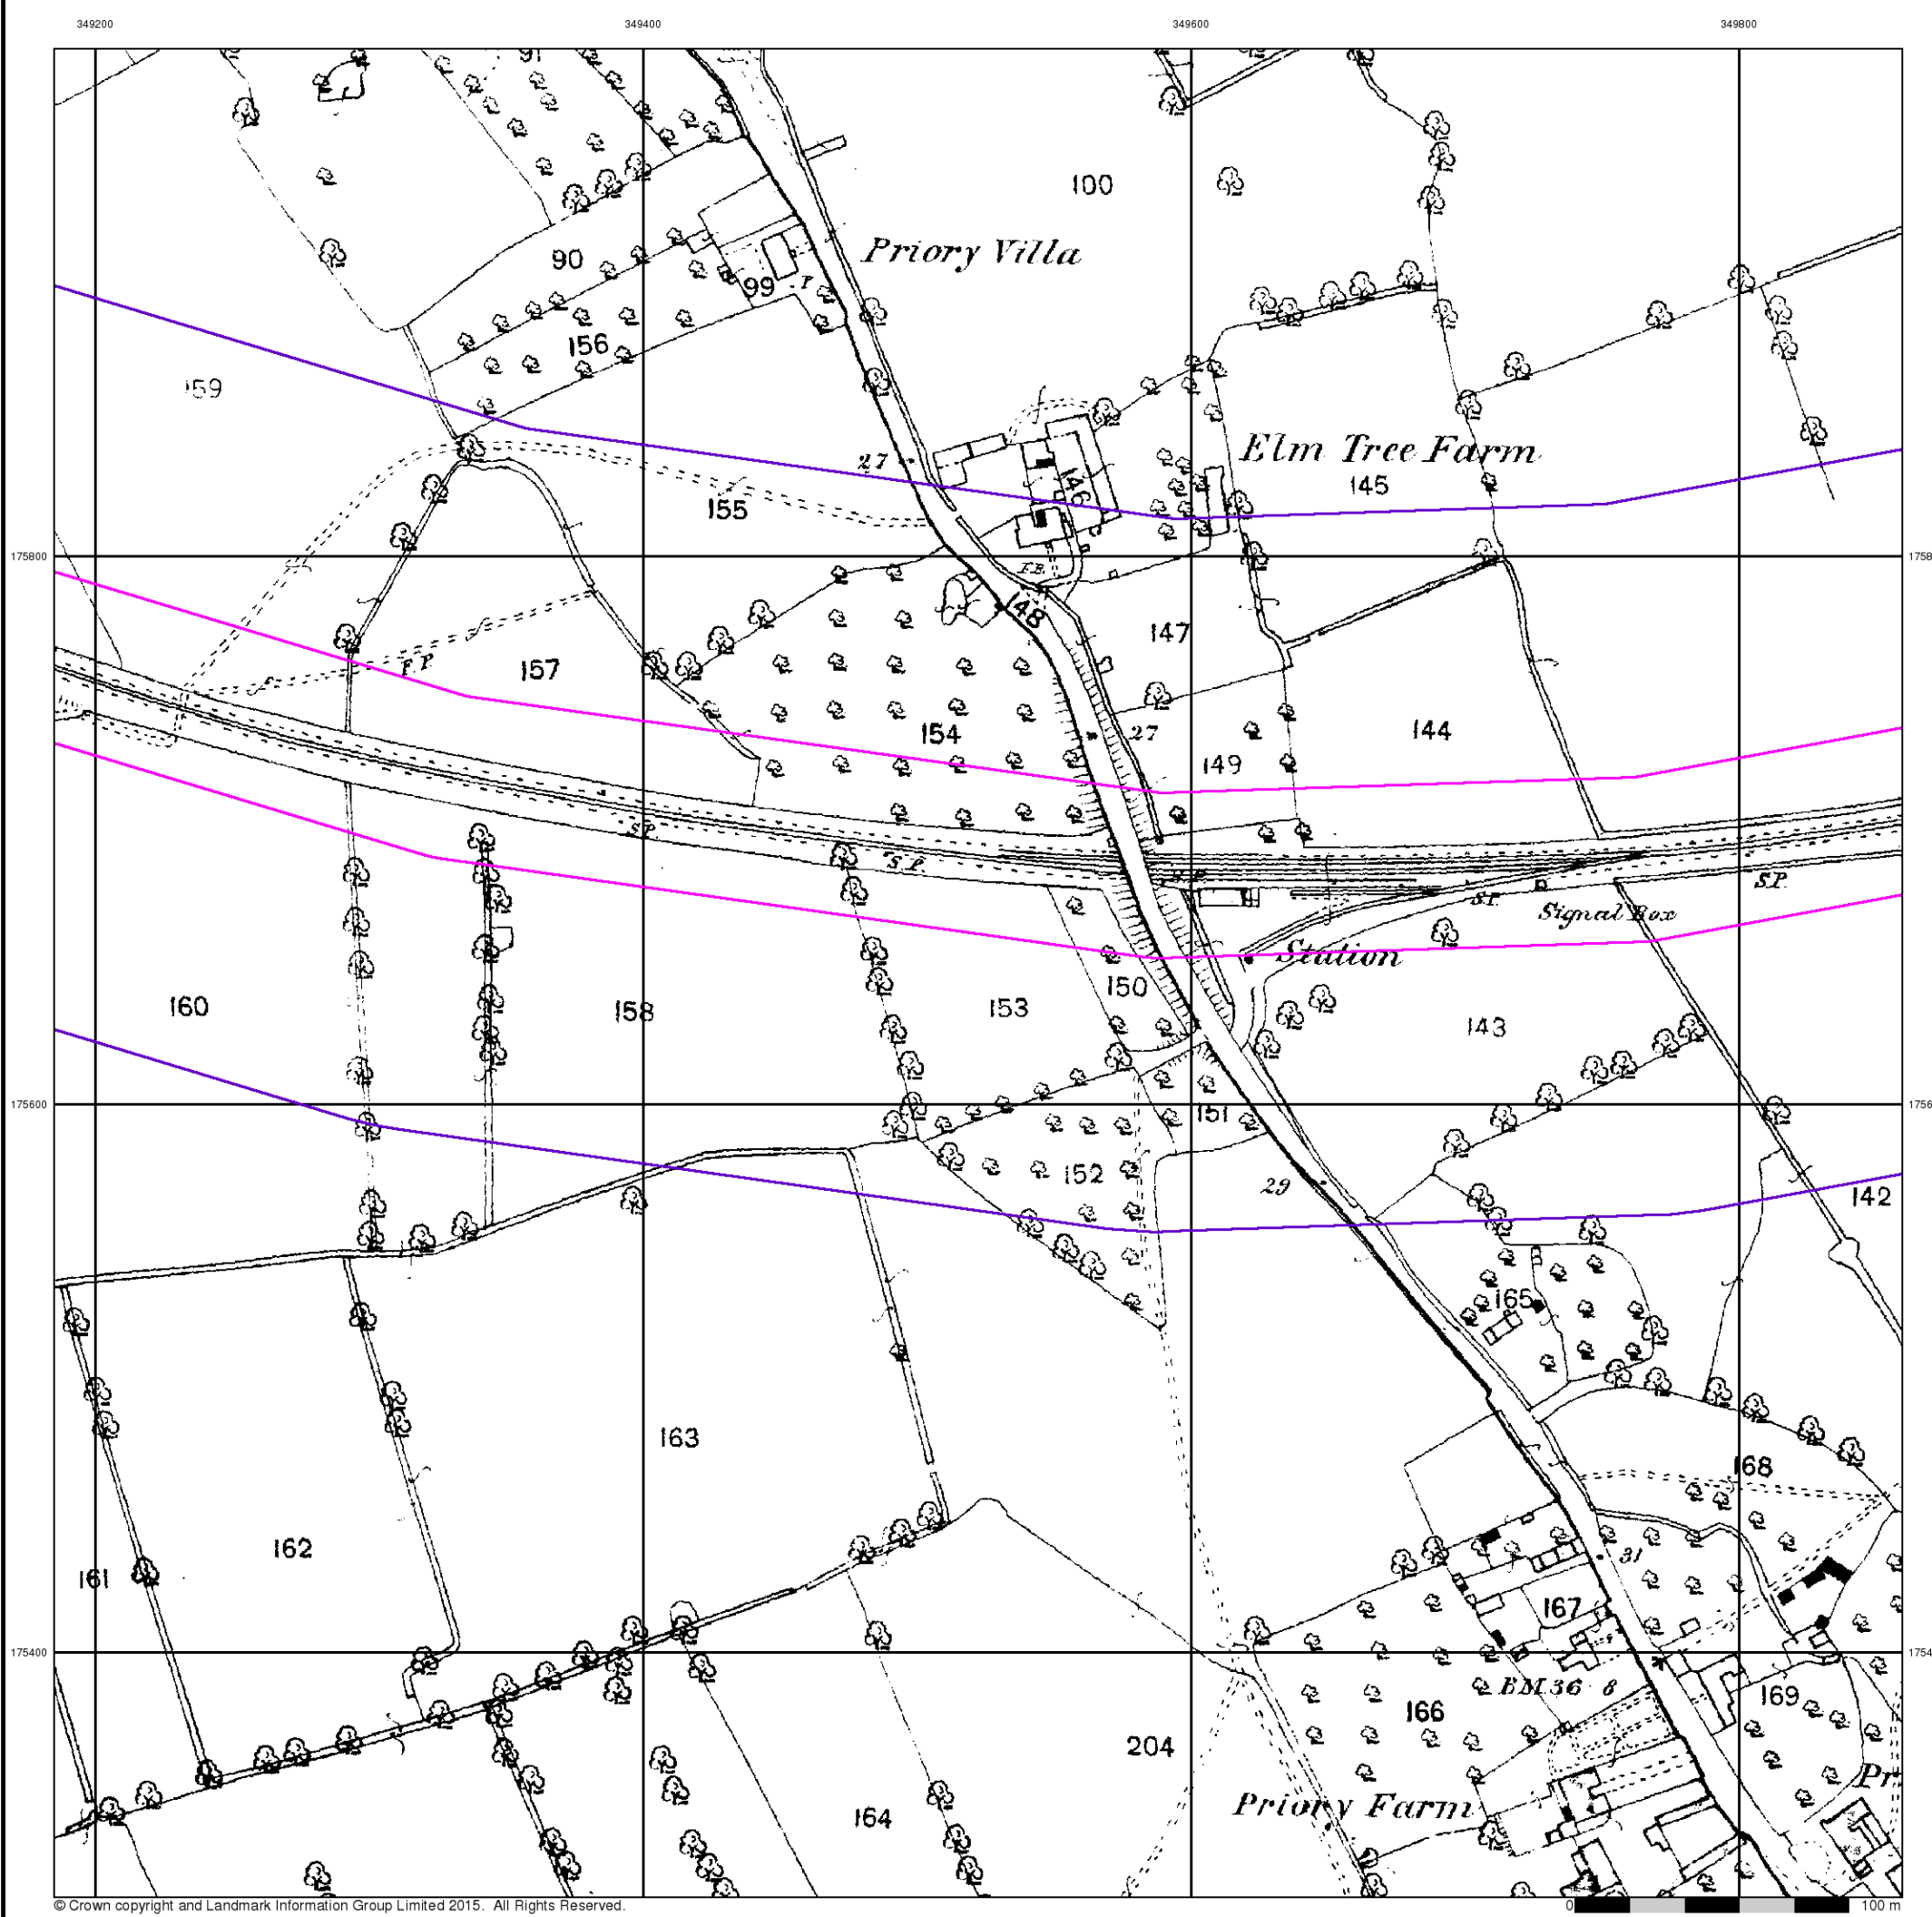 349200
349400
349600
349800
91
100
Priory Villa
90
99
P
156
159
Elm Tree Farm
27
146
145
155
175800
F.B.
148
147
F.P.
157
27
154
144
149
S.P.
S.P.
S.P.
S.P.
S.P.
Signal Box
Station
150
160
158
153
143
175600
151
152
29
142
165
163
168
162
31
161
167
175400
B.M. 36·8
166
169
204
Priory Farm
Pr
164
© Crown copyright and Landmark Information Group Limited 2015. All Rights Reserved.
0
100 m